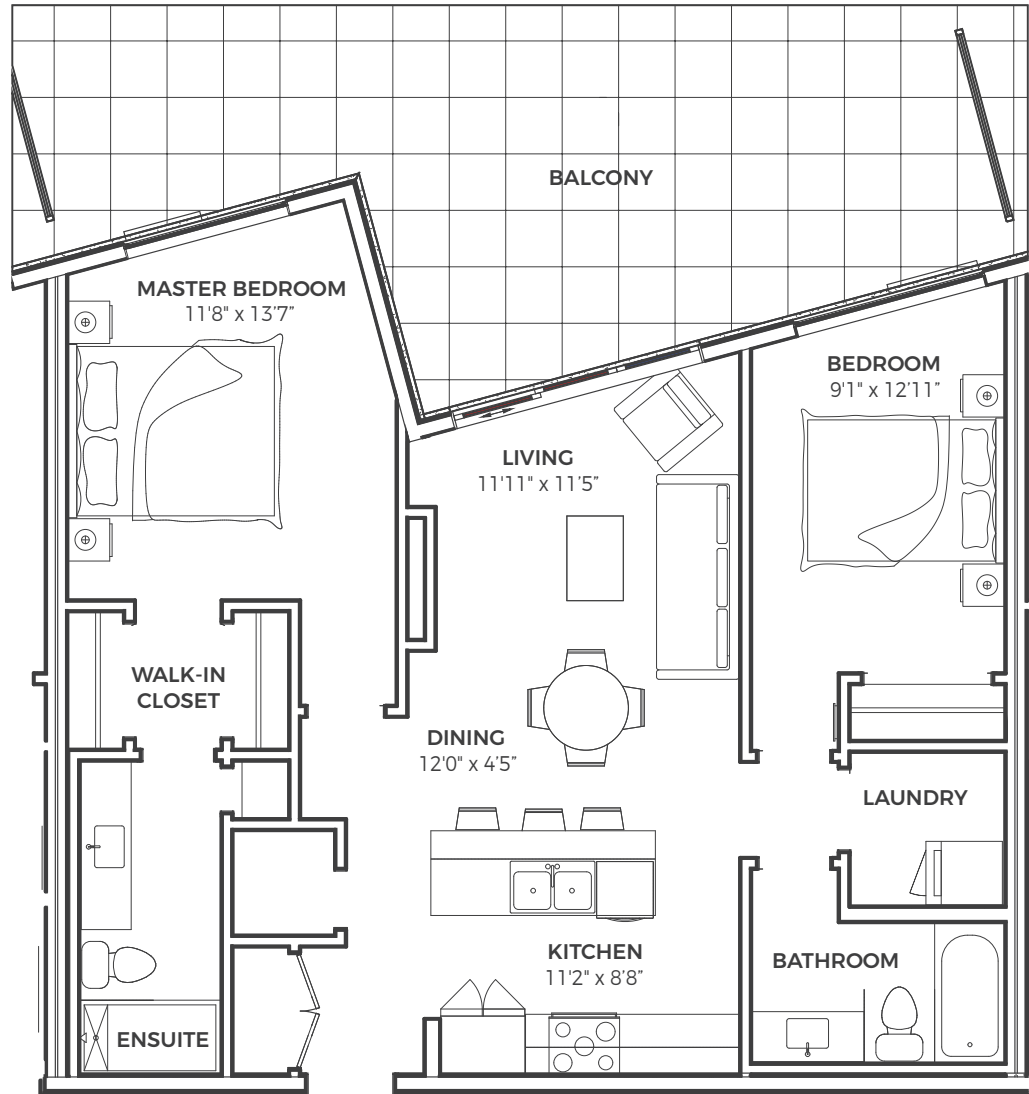 BALCONY
MASTER BEDROOM
11'8" x 13'7"
BEDROOM
9'1" x 12'11"
LIVING
11'11" x 11'5"
WALK-IN
CLOSET
DINING
12'0" x 4'5"
LAUNDRY
KITCHEN
11'2" x 8'8"
BATHROOM
ENSUITE